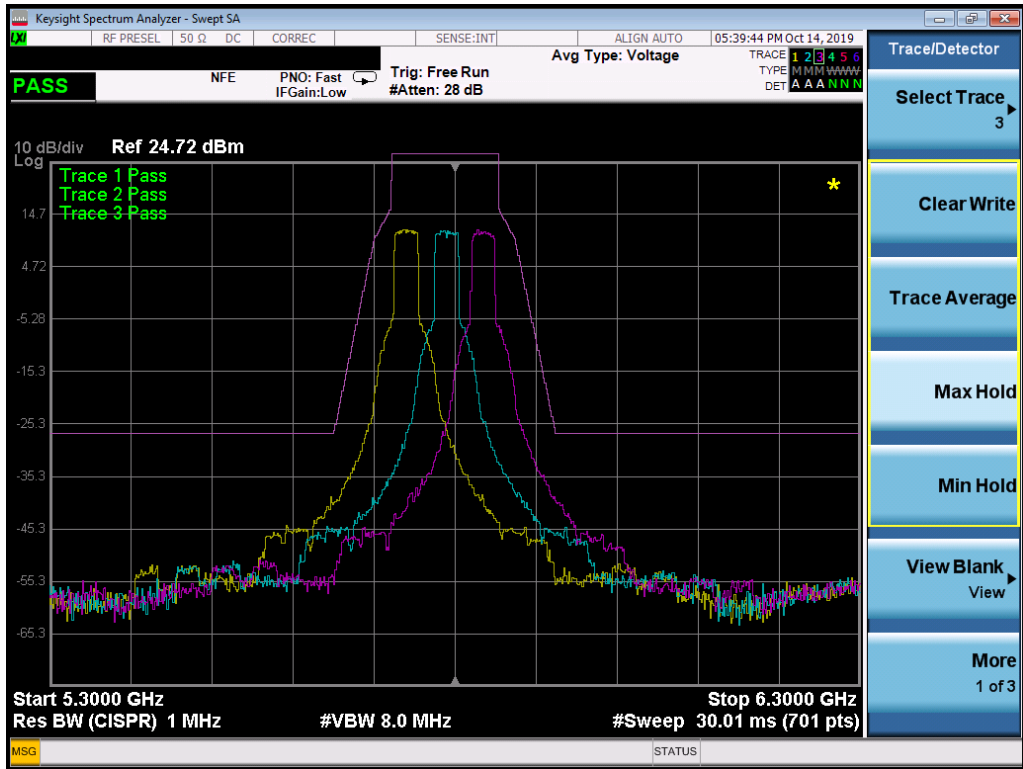 Keysight Spectrum Analyzer - Swept SA
LXI RF PRESEL 50 Ω DC CORREC SENSE:INT ALIGN AUTO 05:39:44 PM Oct 14, 2019
PASS
NFE
PNO: Fast
IFGain:Low
Trig: Free Run
#Atten: 28 dB
Avg Type: Voltage
TRACE 1 2 3 4 5 6
TYPE M M M W W W
DET A A A N N N
10 dB/div
Log
Ref 24.72 dBm
Trace 1 Pass
Trace 2 Pass
Trace 3 Pass
*
14.7
4.72
-5.28
-15.3
-25.3
-35.3
-45.3
-55.3
-65.3
Start 5.3000 GHz
Stop 6.3000 GHz
Res BW (CISPR) 1 MHz
#VBW 8.0 MHz
#Sweep 30.01 ms (701 pts)
MSG
STATUS
Trace/Detector
Select Trace
3
Clear Write
Trace Average
Max Hold
Min Hold
View Blank
View
More
1 of 3